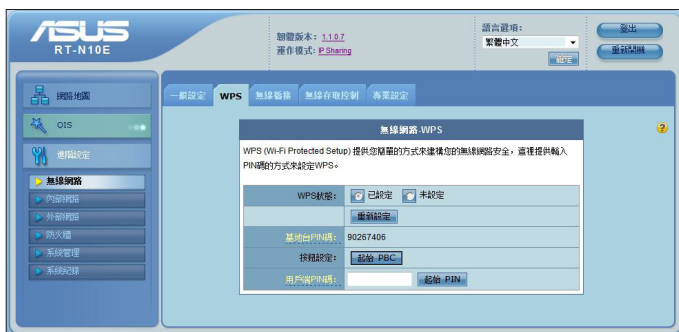 ASUS
RT-N10E
韌體版本: 1.1.0.7
運作模式: IP Sharing
語言選項:
繁體中文
確定
登出
重新開機
網路地圖
OIS
進階設定
無線網路
內部網路
外部網路
防火牆
系統管理
系統紀錄
一般設定 WPS 無線橋接 無線存取控制 專業設定
無線網路-WPS
WPS (Wi-Fi Protected Setup) 提供您簡單的方式來建構您的無線網路安全，這裡提供輸入
PIN碼的方式來設定WPS。
WPS狀態: 已設定 未設定
重新設定
基地台PIN碼: 90267406
按鈕設定: 起始 PBC
用戶端PIN碼: 起始 PIN